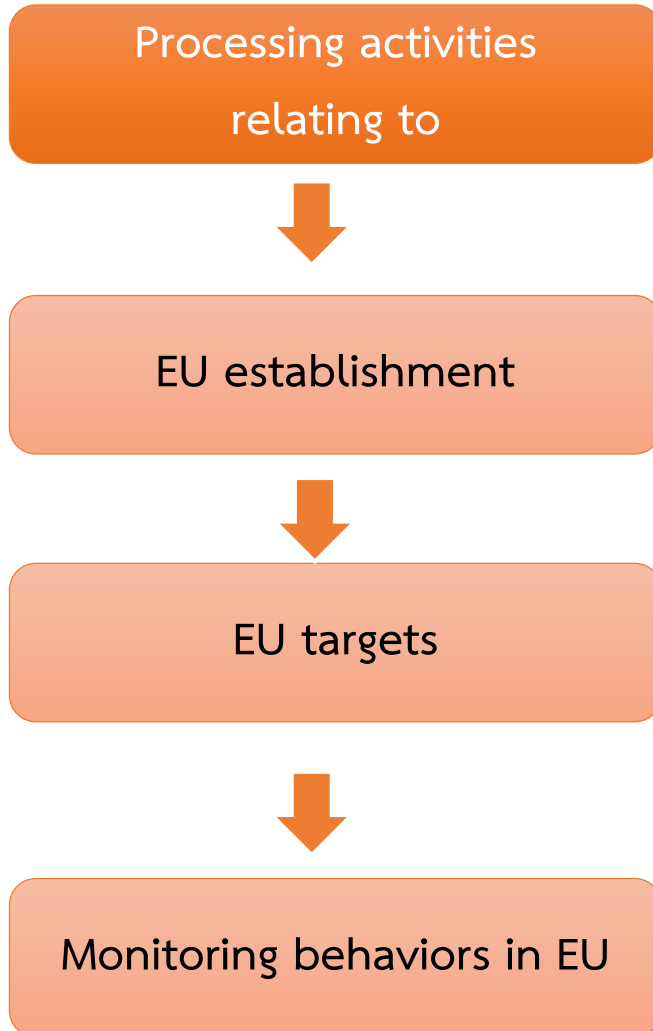 Processing activities
relating to
EU establishment
EU targets
Monitoring behaviors in EU